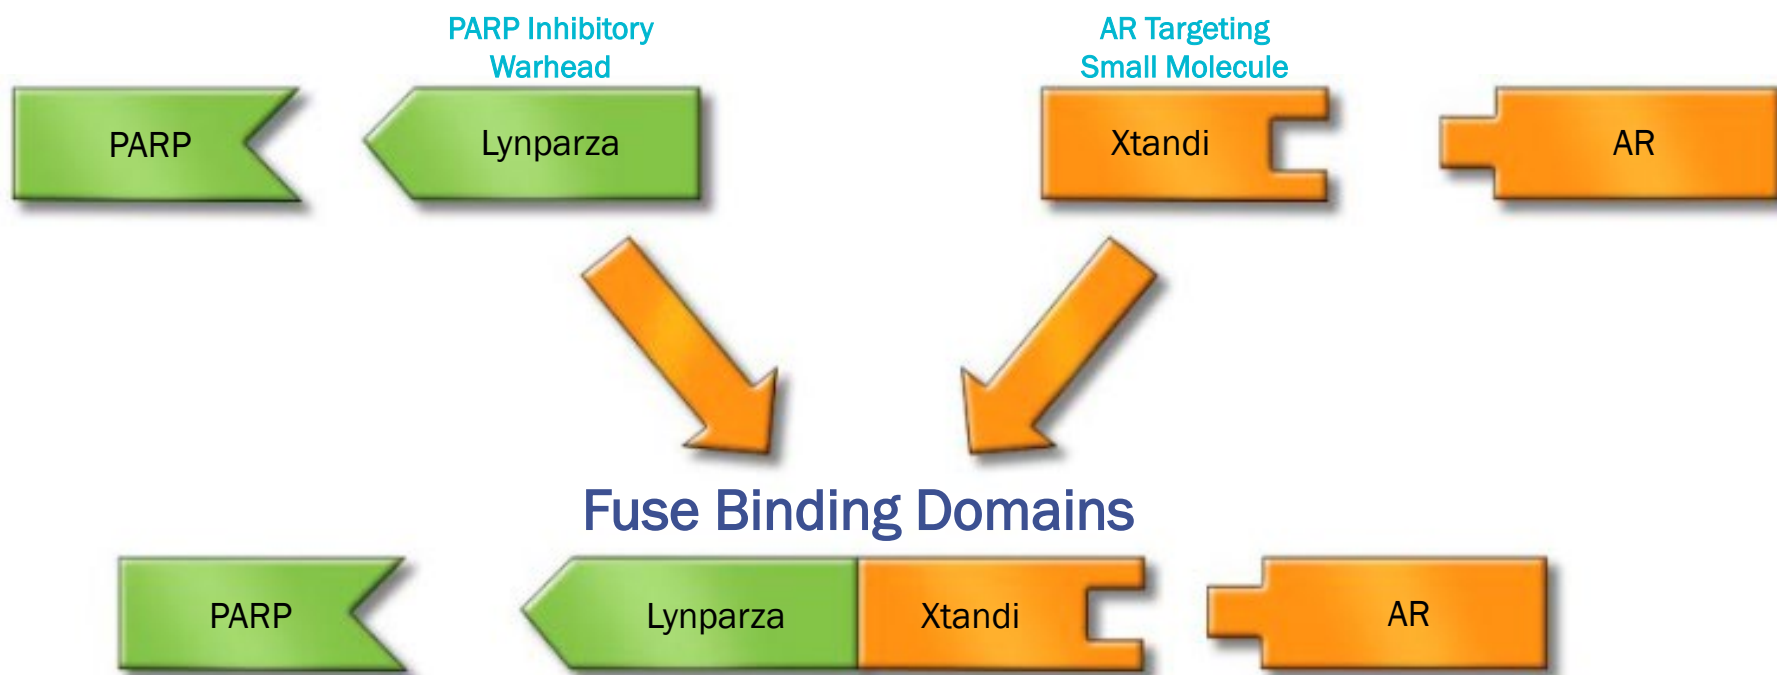 PARP Inhibitory
Warhead
AR Targeting
Small Molecule
PARP
Lynparza
Xtandi
AR
Fuse Binding Domains
PARP
Lynparza
Xtandi
AR